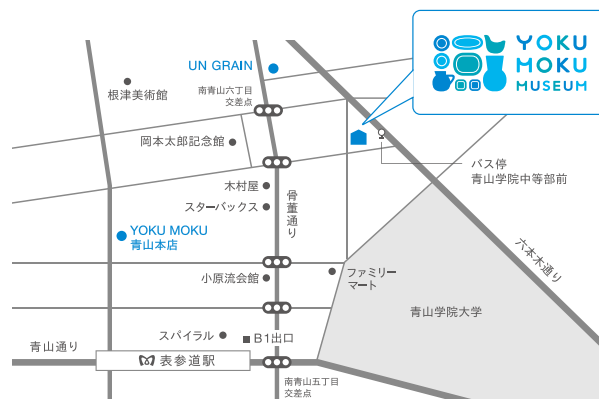 YOKU
MOKU
MUSEUM
UN GRAIN
根津美術館
南青山六丁目
交差点
岡本太郎記念館
バス停
青山学院中等部前
木村屋
スターバックス
骨董通り
YOKU MOKU
青山本店
六本木通り
小原流会館
ファミリー
マート
青山学院大学
スパイラル
B1出口
青山通り
表参道駅
南青山五丁目
交差点